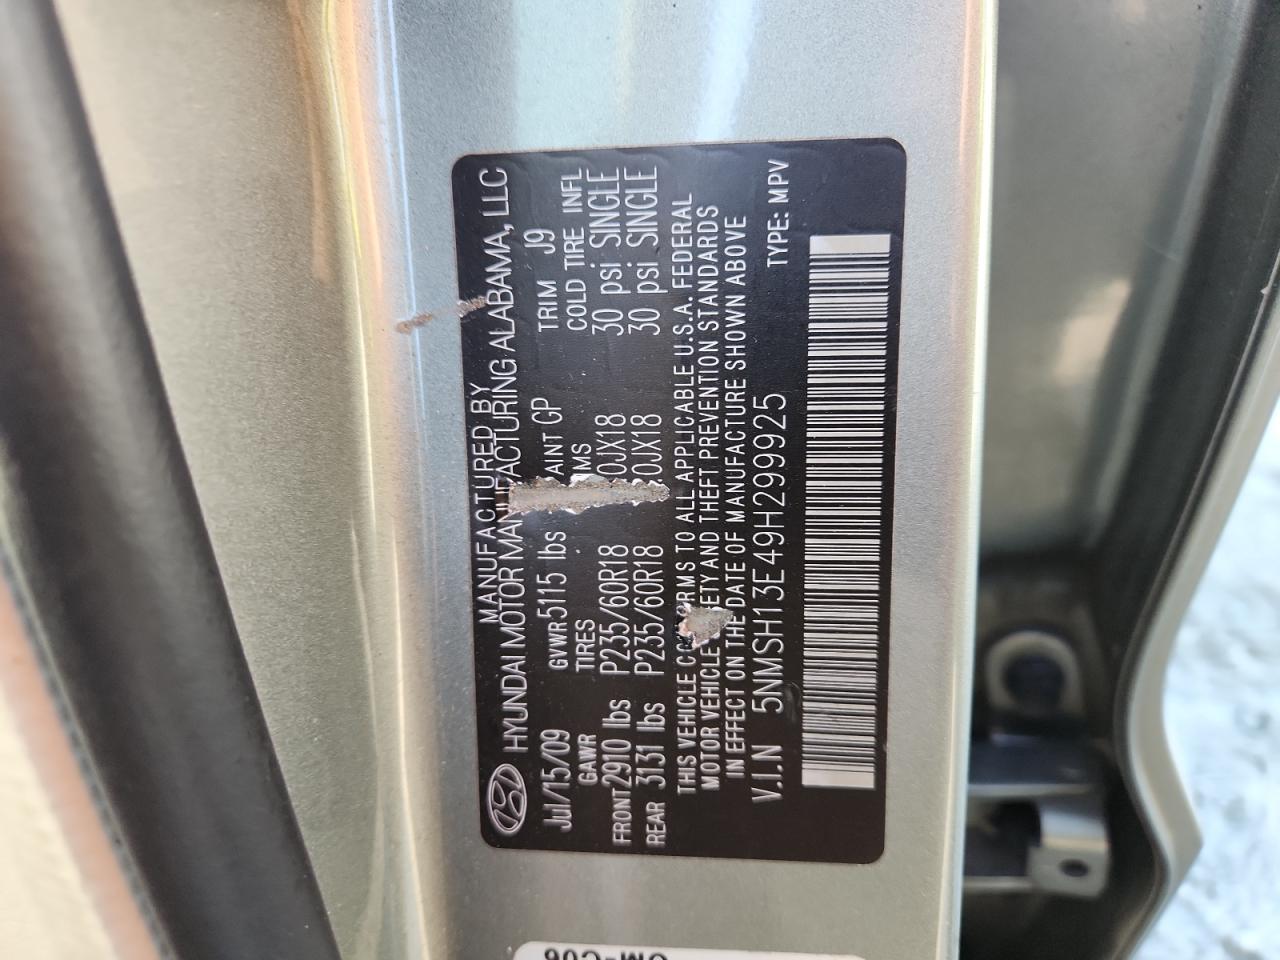 MANUFACTURED BY
HYUNDAI MOTOR MANUFACTURING ALABAMA, LLC
Jul/15/09 GVWR 5115 lbs AINT GP TRIM J9
GAWR TIRES MS COLD TIRE INFL
FRONT 2910 lbs P235/60R18 0JX18 30 psi SINGLE
REAR 3131 lbs P235/60R18 0JX18 30 psi SINGLE
THIS VEHICLE CO RMS TO ALL APPLICABLE U.S.A. FEDERAL
MOTOR VEHICLE ETY AND THEFT PREVENTION STANDARDS
IN EFFECT ON THE DATE OF MANUFACTURE SHOWN ABOVE
V.I.N 5NMSH13E49H299925 TYPE: MPV